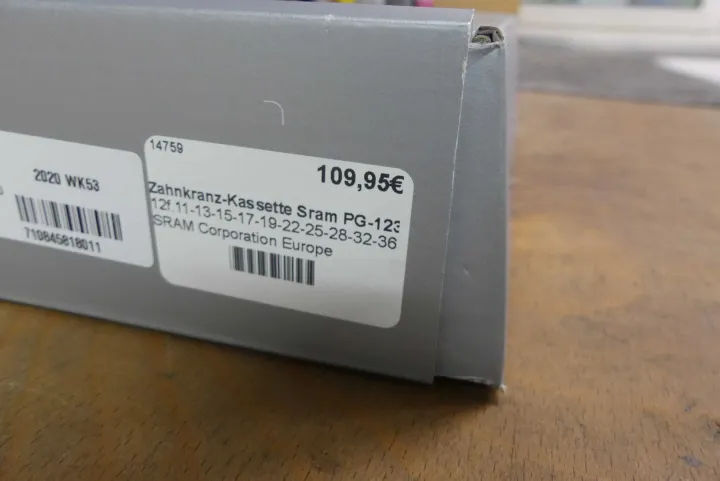 2020 WK53
710845818011
14759
109,95€
Zahnkranz-Kassette Sram PG-123
12f.11-13-15-17-19-22-25-28-32-36
SRAM Corporation Europe